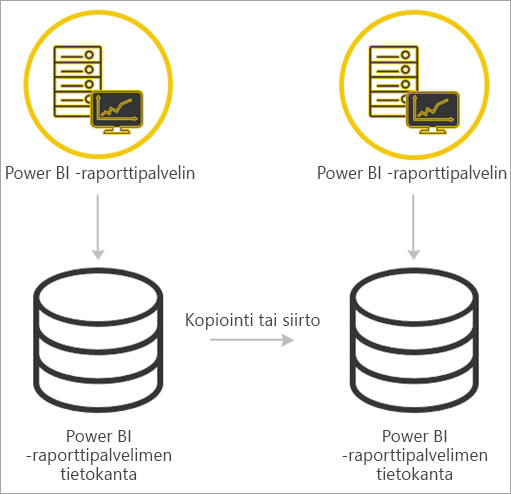 Power BI -raporttipalvelin
Power BI -raporttipalvelin
Kopiointi tai siirto
Power BI
-raporttipalvelimen
tietokanta
Power BI
-raporttipalvelimen
tietokanta